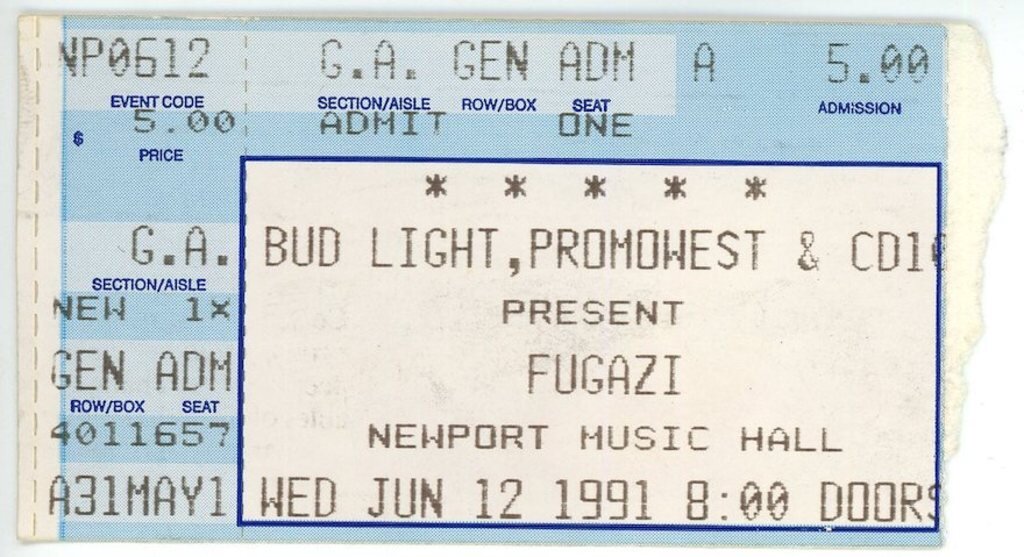 NP0612 G.A. GEN ADM A 5.00
EVENT CODE SECTION/AISLE ROW/BOX SEAT ADMISSION
$ 5.00 ADMIT ONE
PRICE
* * * * *
G.A. BUD LIGHT,PROMOWEST & CD10
SECTION/AISLE
NEW 1X PRESENT
GEN ADM FUGAZI
ROW/BOX SEAT
4011657 NEWPORT MUSIC HALL
A31MAY1 WED JUN 12 1991 8:00 DOORS